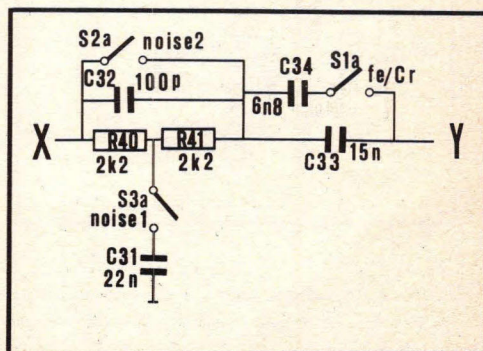 S2a noise2
C32 100p
C34 S1a fe/Cr
6n8
X R40 R41 C33 15n Y
2k2 2k2
S3a
noise1
C31
22n